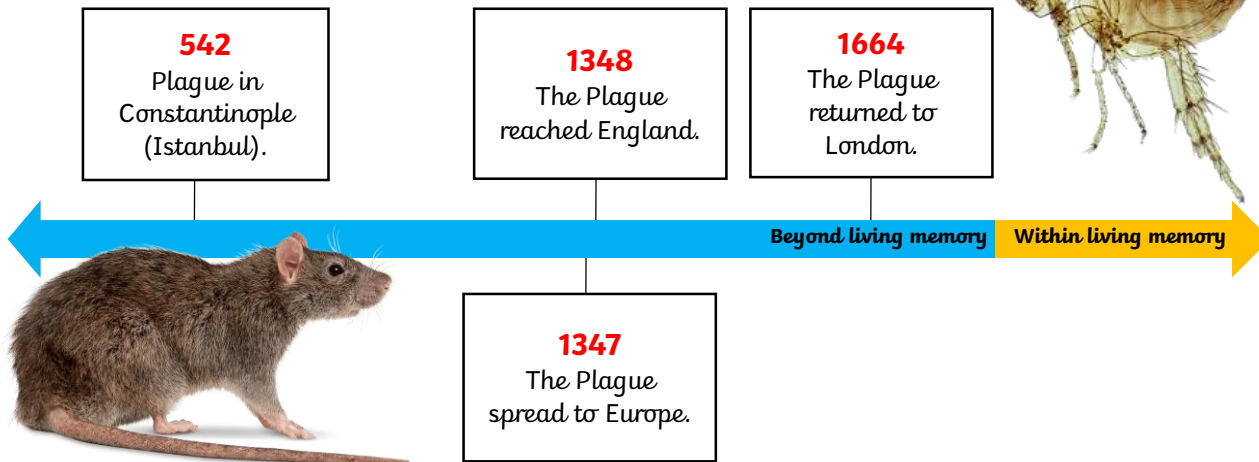 542
Plague in
Constantinople
(Istanbul).
1348
The Plague
reached England.
1664
The Plague
returned to
London.
Beyond living memory
Within living memory
1347
The Plague
spread to Europe.